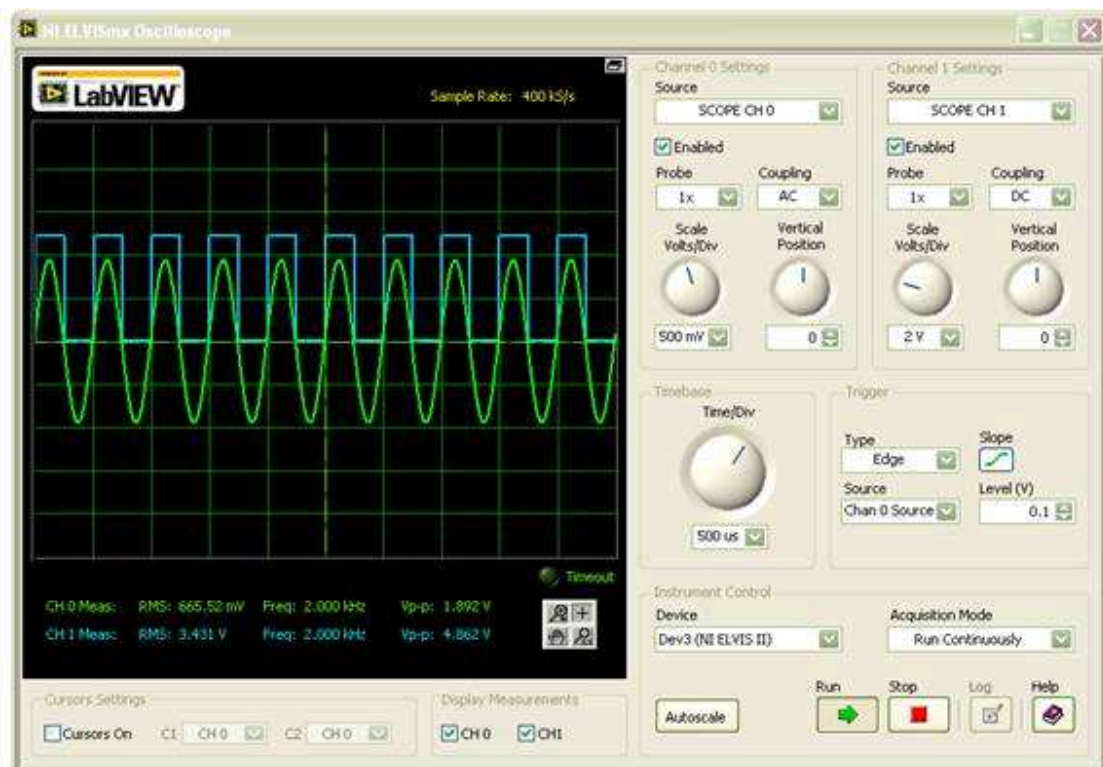 NI ELVISmx Oscilloscope
LabVIEW
Sample Rate: 400 kS/s
CH 0 Meas: RMS: 665.52 mV Freq: 2.000 kHz Vp-p: 1.892 V
CH 1 Meas: RMS: 3.431 V Freq: 2.000 kHz Vp-p: 4.862 V
Timeout
Cursors Settings
Cursors On C1 CH 0 C2 CH 0
Display Measurements
CH 0 CH1
Channel 0 Settings
Source
SCOPE CH 0
Enabled
Probe Coupling
1x AC
Scale Volts/Div Vertical Position
500 mV 0
Channel 1 Settings
Source
SCOPE CH 1
Enabled
Probe Coupling
1x DC
Scale Volts/Div Vertical Position
2 V 0
Timebase
Time/Div
500 us
Trigger
Type Slope
Edge
Source Level (V)
Chan 0 Source 0.1
Instrument Control
Device Acquisition Mode
Dev3 (NI ELVIS II) Run Continuously
Run Stop Log Help
Autoscale